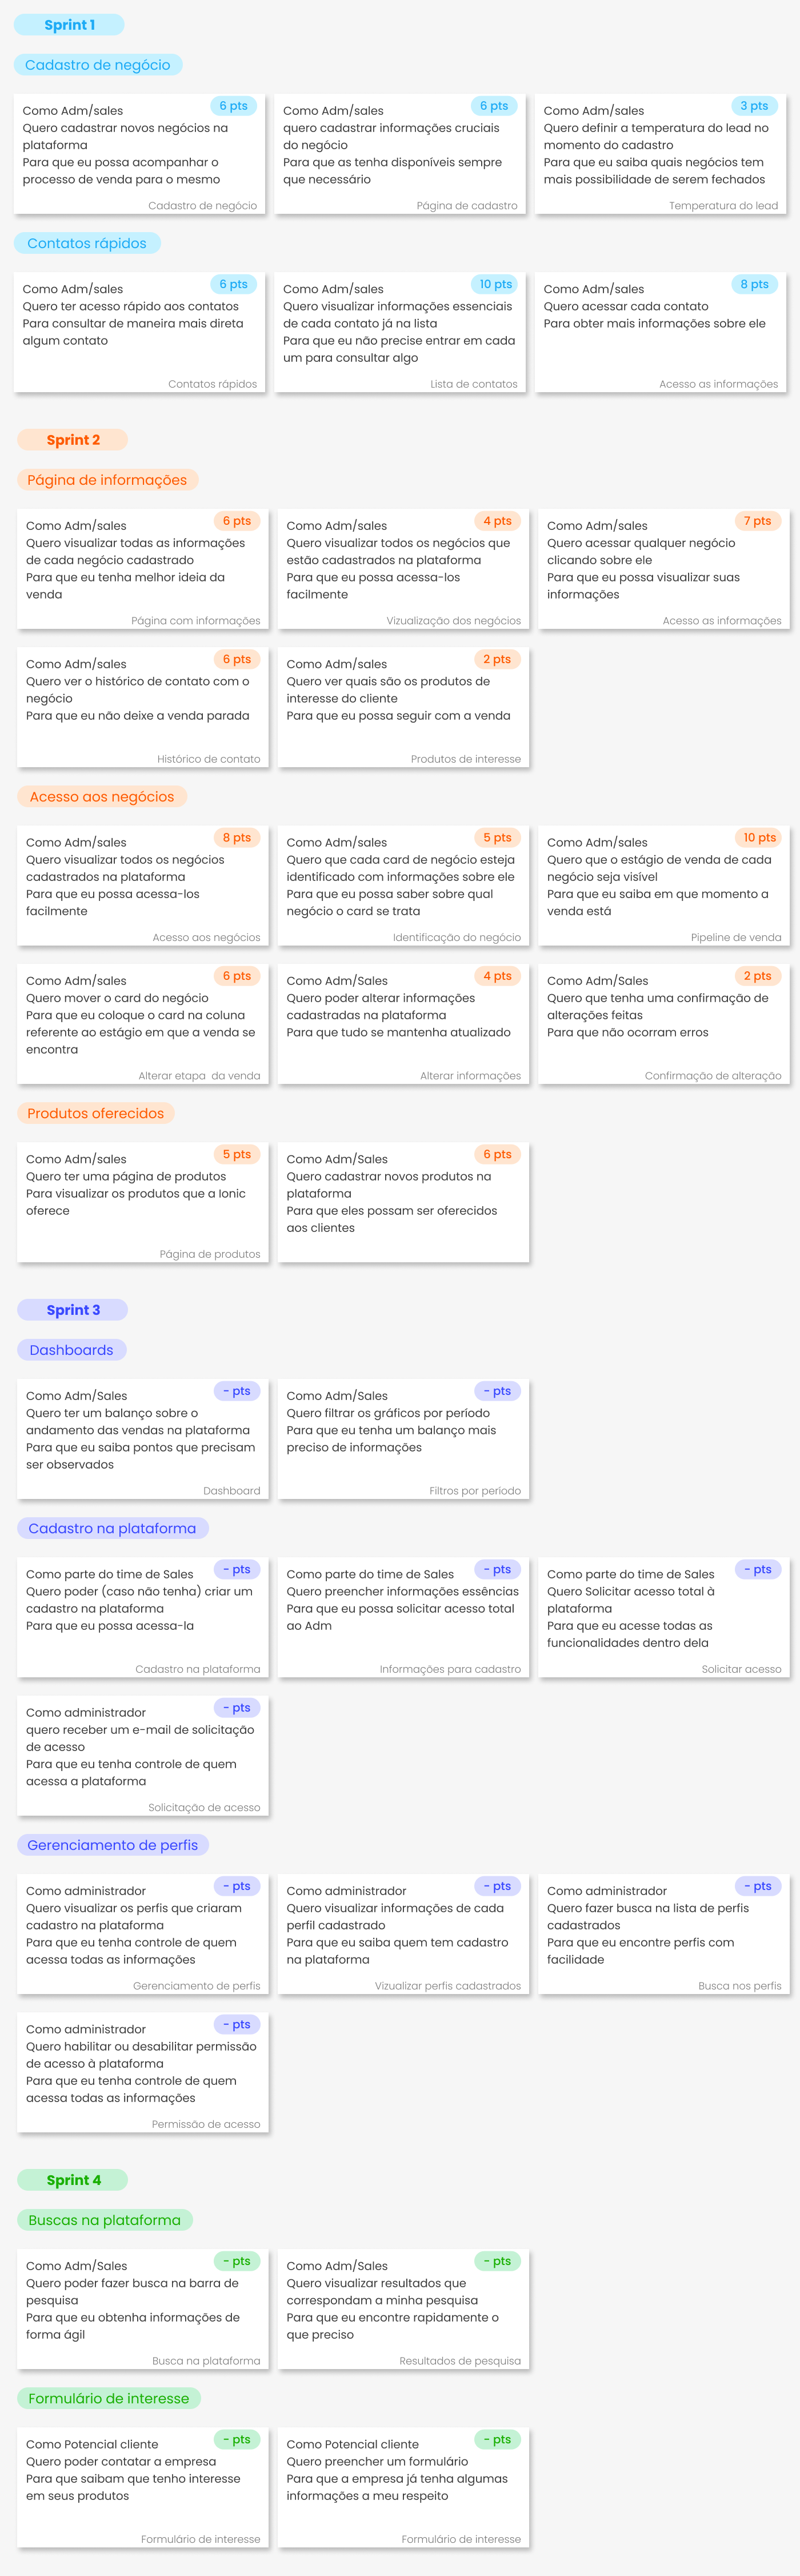 Sprint 1
Cadastro de negócio
6 pts
Como Adm/sales
Quero cadastrar novos negócios na
plataforma
Para que eu possa acompanhar o
processo de venda para o mesmo
Cadastro de negócio
6 pts
Como Adm/sales
quero cadastrar informações cruciais
do negócio
Para que as tenha disponíveis sempre
que necessário
Página de cadastro
3 pts
Como Adm/sales
Quero definir a temperatura do lead no
momento do cadastro
Para que eu saiba quais negócios tem
mais possibilidade de serem fechados
Temperatura do lead
Contatos rápidos
6 pts
Como Adm/sales
Quero ter acesso rápido aos contatos
Para consultar de maneira mais direta
algum contato
Contatos rápidos
10 pts
Como Adm/sales
Quero visualizar informações essenciais
de cada contato já na lista
Para que eu não precise entrar em cada
um para consultar algo
Lista de contatos
8 pts
Como Adm/sales
Quero acessar cada contato
Para obter mais informações sobre ele
Acesso as informações
Sprint 2
Página de informações
6 pts
Como Adm/sales
Quero visualizar todas as informações
de cada negócio cadastrado
Para que eu tenha melhor ideia da
venda
Página com informações
4 pts
Como Adm/sales
Quero visualizar todos os negócios que
estão cadastrados na plataforma
Para que eu possa acessa-los
facilmente
Vizualização dos negócios
7 pts
Como Adm/sales
Quero acessar qualquer negócio
clicando sobre ele
Para que eu possa visualizar suas
informações
Acesso as informações
6 pts
Como Adm/sales
Quero ver o histórico de contato com o
negócio
Para que eu não deixe a venda parada
Histórico de contato
2 pts
Como Adm/sales
Quero ver quais são os produtos de
interesse do cliente
Para que eu possa seguir com a venda
Produtos de interesse
Acesso aos negócios
8 pts
Como Adm/sales
Quero visualizar todos os negócios
cadastrados na plataforma
Para que eu possa acessa-los
facilmente
Acesso aos negócios
5 pts
Como Adm/sales
Quero que cada card de negócio esteja
identificado com informações sobre ele
Para que eu possa saber sobre qual
negócio o card se trata
Identificação do negócio
10 pts
Como Adm/sales
Quero que o estágio de venda de cada
negócio seja visível
Para que eu saiba em que momento a
venda está
Pipeline de venda
6 pts
Como Adm/sales
Quero mover o card do negócio
Para que eu coloque o card na coluna
referente ao estágio em que a venda se
encontra
Alterar etapa  da venda
4 pts
Como Adm/Sales
Quero poder alterar informações
cadastradas na plataforma
Para que tudo se mantenha atualizado
Alterar informações
2 pts
Como Adm/Sales
Quero que tenha uma confirmação de
alterações feitas
Para que não ocorram erros
Confirmação de alteração
Produtos oferecidos
5 pts
Como Adm/sales
Quero ter uma página de produtos
Para visualizar os produtos que a Ionic
oferece
Página de produtos
6 pts
Como Adm/Sales
Quero cadastrar novos produtos na
plataforma
Para que eles possam ser oferecidos
aos clientes
Sprint 3
Dashboards
- pts
Como Adm/Sales
Quero ter um balanço sobre o
andamento das vendas na plataforma
Para que eu saiba pontos que precisam
ser observados
Dashboard
- pts
Como Adm/Sales
Quero filtrar os gráficos por período
Para que eu tenha um balanço mais
preciso de informações
Filtros por período
Cadastro na plataforma
- pts
Como parte do time de Sales
Quero poder (caso não tenha) criar um
cadastro na plataforma
Para que eu possa acessa-la
Cadastro na plataforma
- pts
Como parte do time de Sales
Quero preencher informações essências
Para que eu possa solicitar acesso total
ao Adm
Informações para cadastro
- pts
Como parte do time de Sales
Quero Solicitar acesso total à
plataforma
Para que eu acesse todas as
funcionalidades dentro dela
Solicitar acesso
- pts
Como administrador
quero receber um e-mail de solicitação
de acesso
Para que eu tenha controle de quem
acessa a plataforma
Solicitação de acesso
Gerenciamento de perfis
- pts
Como administrador
Quero visualizar os perfis que criaram
cadastro na plataforma
Para que eu tenha controle de quem
acessa todas as informações
Gerenciamento de perfis
- pts
Como administrador
Quero visualizar informações de cada
perfil cadastrado
Para que eu saiba quem tem cadastro
na plataforma
Vizualizar perfis cadastrados
- pts
Como administrador
Quero fazer busca na lista de perfis
cadastrados
Para que eu encontre perfis com
facilidade
Busca nos perfis
- pts
Como administrador
Quero habilitar ou desabilitar permissão
de acesso à plataforma
Para que eu tenha controle de quem
acessa todas as informações
Permissão de acesso
Sprint 4
Buscas na plataforma
- pts
Como Adm/Sales
Quero poder fazer busca na barra de
pesquisa
Para que eu obtenha informações de
forma ágil
Busca na plataforma
- pts
Como Adm/Sales
Quero visualizar resultados que
correspondam a minha pesquisa
Para que eu encontre rapidamente o
que preciso
Resultados de pesquisa
Formulário de interesse
- pts
Como Potencial cliente
Quero poder contatar a empresa
Para que saibam que tenho interesse
em seus produtos
Formulário de interesse
- pts
Como Potencial cliente
Quero preencher um formulário
Para que a empresa já tenha algumas
informações a meu respeito
Formulário de interesse